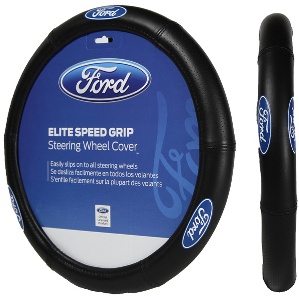 Ford
Ford
Ford
ELITE SPEED GRIP
Steering Wheel Cover
Easily slips on to all steering wheels
Se desliza facilmente en todos los volantes
S'enfile facilement sur la plupart des volants
Ford
Ford
Ford